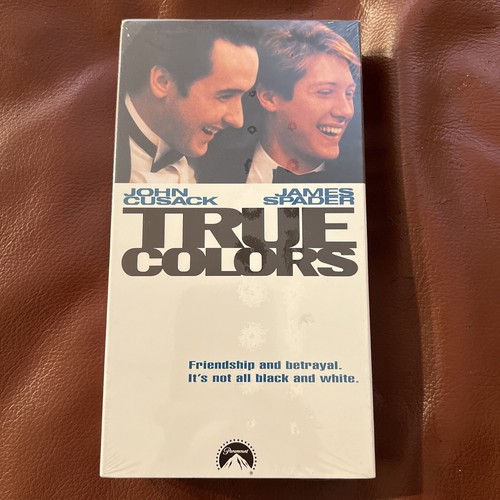 JOHN CUSACK
JAMES SPADER
TRUE
COLORS
Friendship and betrayal.
It's not all black and white.
Paramount
®